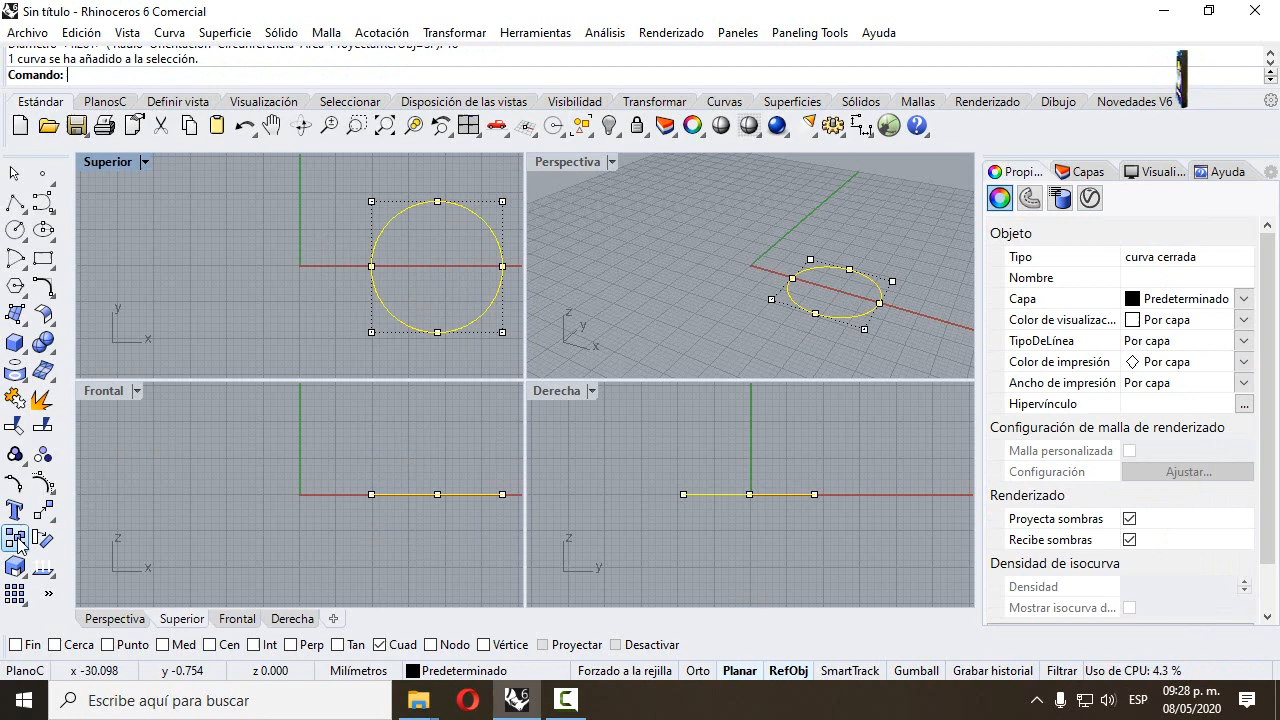 Sin título - Rhinoceros 6 Comercial
Archivo Edición Vista Curva Superficie Sólido Malla Acotación Transformar Herramientas Análisis Renderizado Paneles Paneling Tools Ayuda
1 curva se ha añadido a la selección.
Comando:
Estándar PlanosC Definir vista Visualización Seleccionar Disposición de las vistas Visibilidad Transformar Curvas Superficies Sólidos Mallas Renderizado Dibujo Novedades V6
Superior
Perspectiva
Propi... Capas Visuali... Ayuda
Objeto
Tipo curva cerrada
Nombre
Capa Predeterminado
Color de visualizac... Por capa
TipoDeLínea Por capa
Color de impresión Por capa
Ancho de impresión Por capa
Hipervínculo ...
Configuración de malla de renderizado
Malla personalizada
Configuración Ajustar...
Renderizado
Proyecta sombras
Recibe sombras
Densidad de isocurva
Densidad
Mostrar isocurva d...
y
x
z
y
x
Frontal
Derecha
z
x
z
y
Perspectiva Superior Frontal Derecha
Fin Cerca Punto Med Cen Int Perp Tan Cuad Nodo Vértice Proyectar Desactivar
PlanoC x -30.098 y -0.754 z 0.000 Milímetros Predeterminado Forzado a la rejilla Orto Planar RefObj SmartTrack Gumball Grabar historial Filtrar Uso de CPU: 4.3 %
Escribe aquí para buscar
ESP
09:28 p. m.
08/05/2020